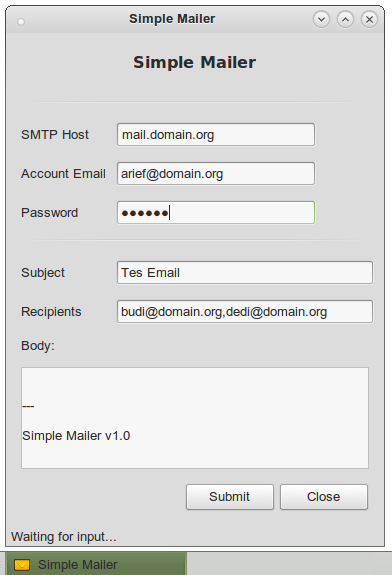 Simple Mailer
Simple Mailer
SMTP Host mail.domain.org
Account Email arief@domain.org
Password ●●●●●●
Subject Tes Email
Recipients budi@domain.org,dedi@domain.org
Body:
---
Simple Mailer v1.0
Submit Close
Waiting for input...
Simple Mailer